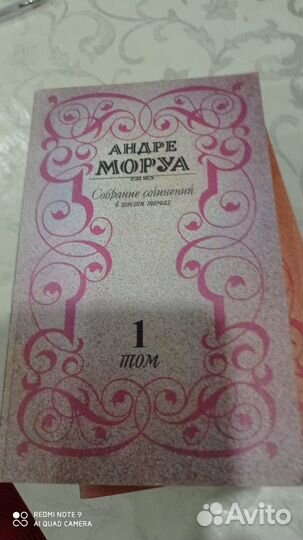 АНДРЕ
МОРУА
Собрание сочинений
в шести томах
1
ТОМ
REDMI NOTE 9
AI QUAD CAMERA
Avito